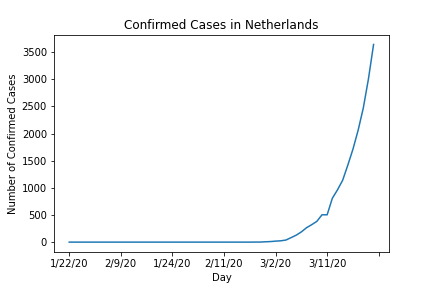 Confirmed Cases in Netherlands
3500
3000
2500
2000
1500
1000
500
0
Number of Confirmed Cases
1/22/20 2/9/20 1/24/20 2/11/20 3/2/20 3/11/20
Day